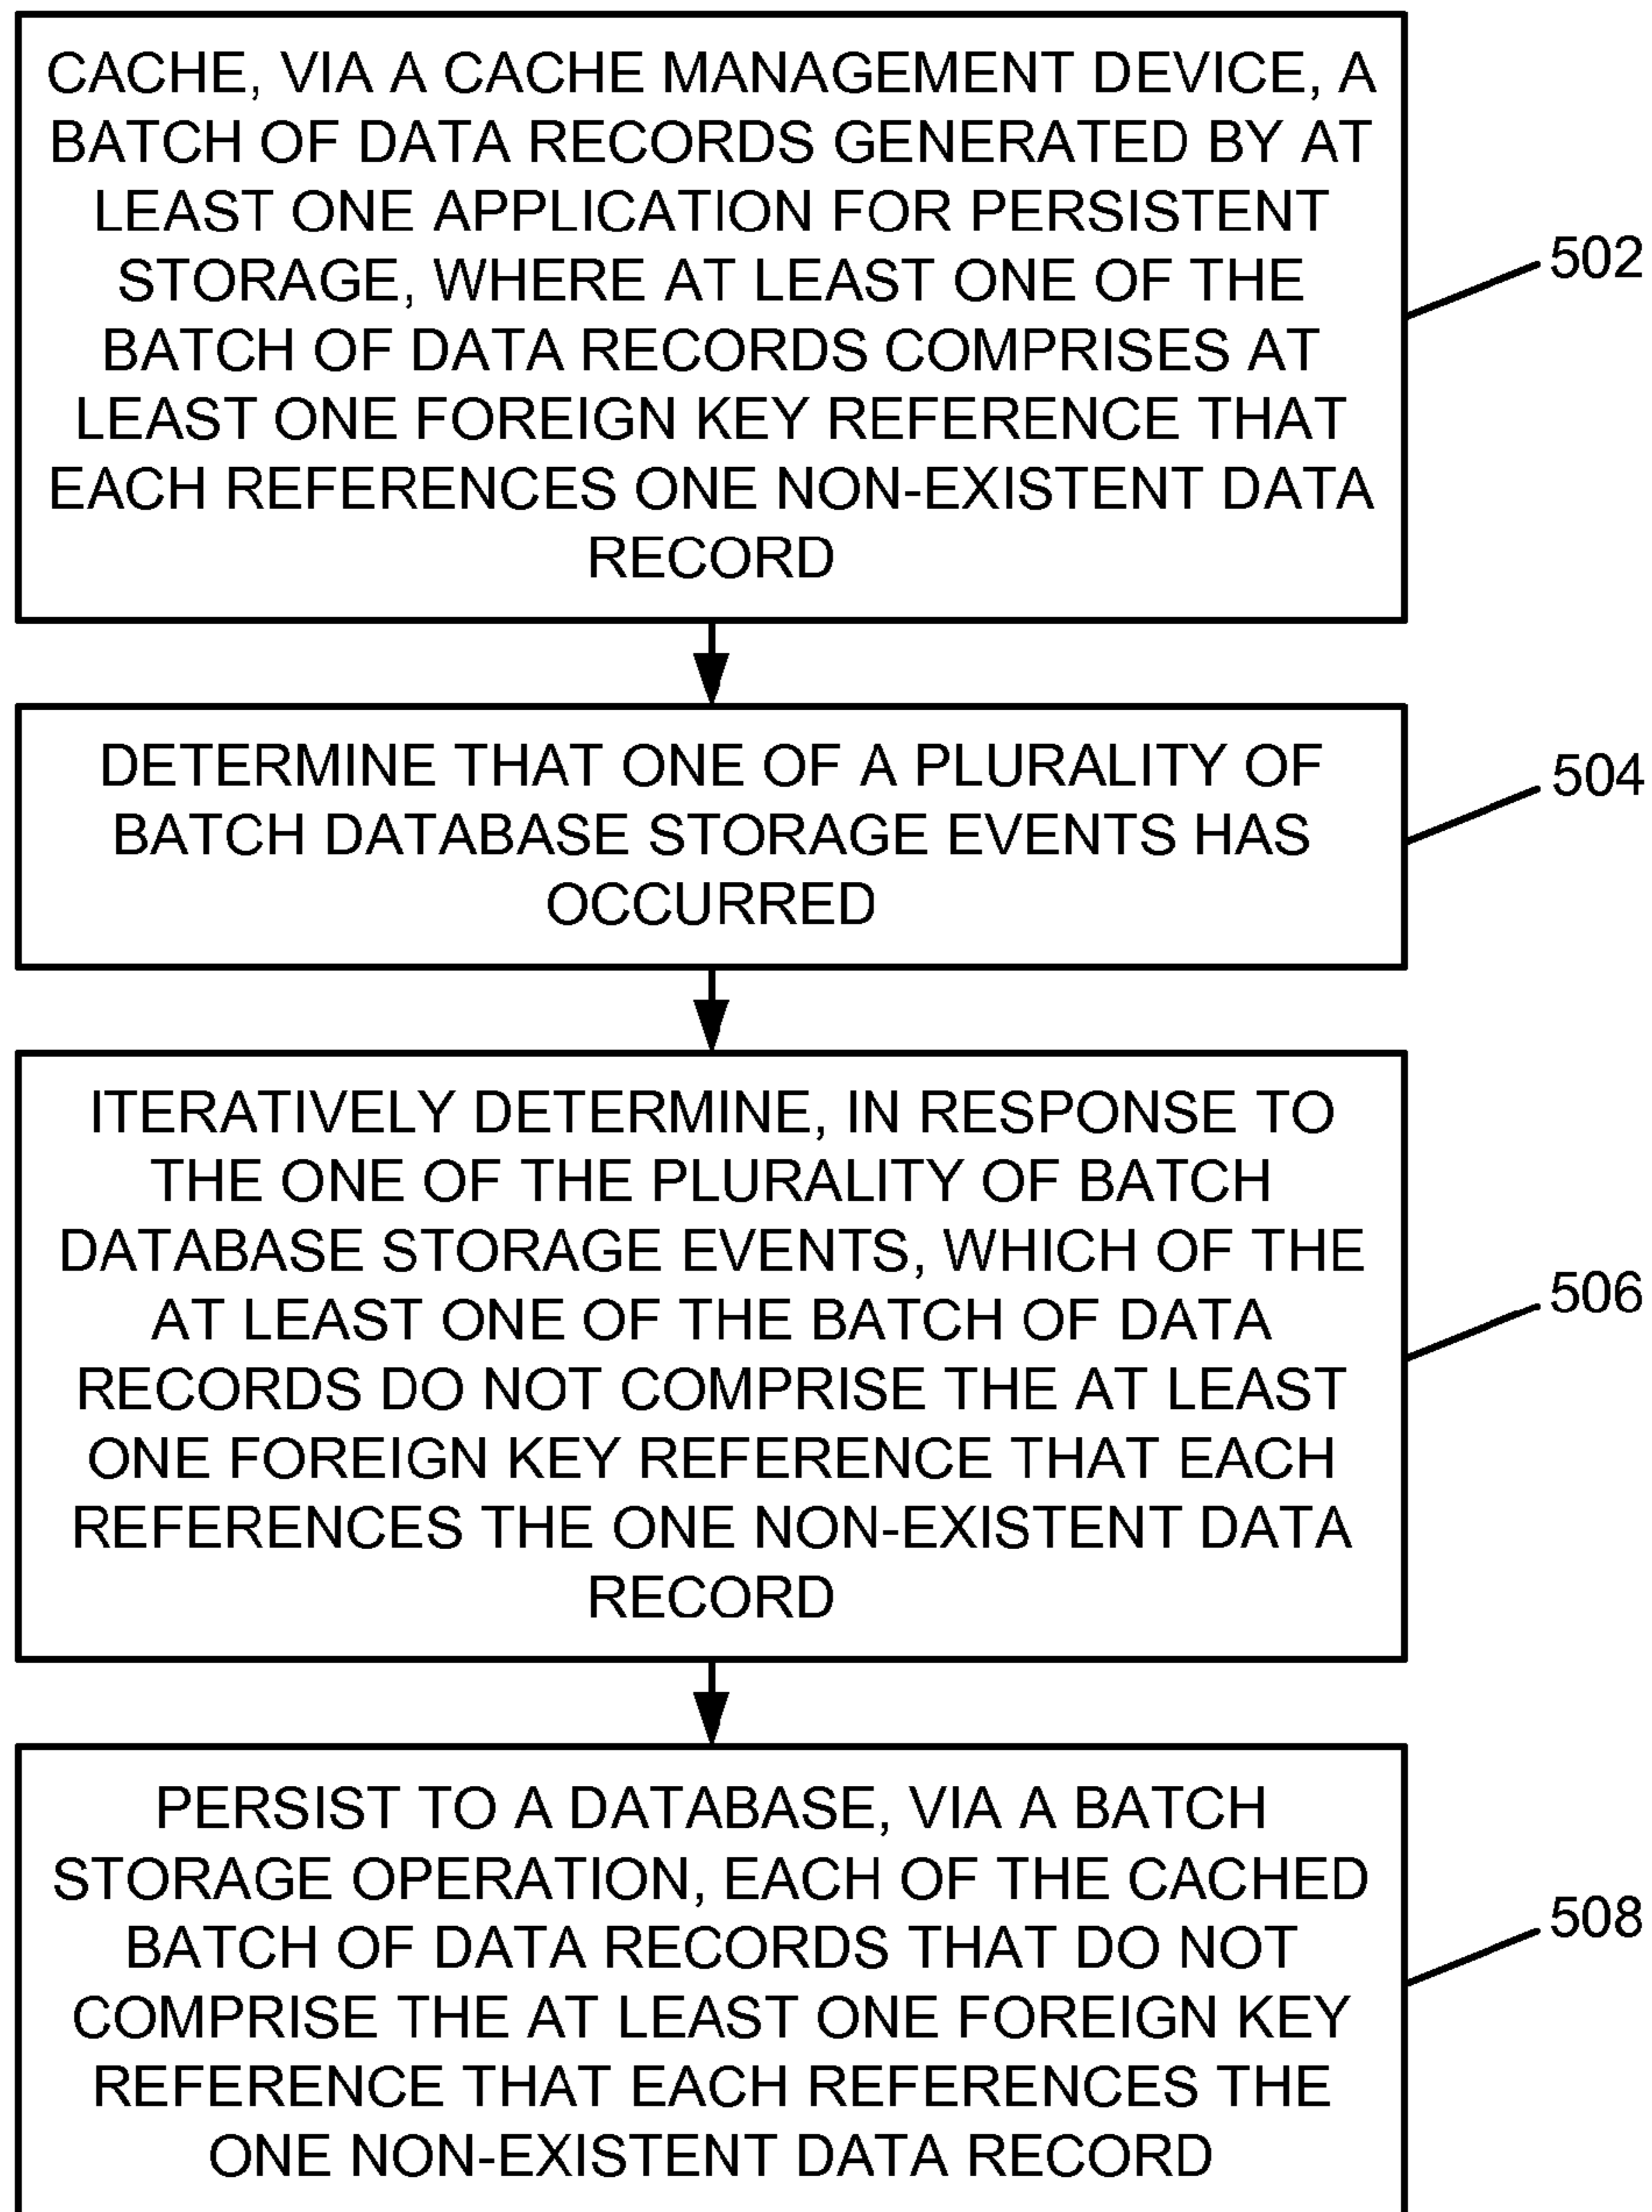 CACHE, VIA A CACHE MANAGEMENT DEVICE, A
BATCH OF DATA RECORDS GENERATED BY AT
LEAST ONE APPLICATION FOR PERSISTENT
STORAGE, WHERE AT LEAST ONE OF THE
BATCH OF DATA RECORDS COMPRISES AT
LEAST ONE FOREIGN KEY REFERENCE THAT
EACH REFERENCES ONE NON-EXISTENT DATA
RECORD
502
DETERMINE THAT ONE OF A PLURALITY OF
BATCH DATABASE STORAGE EVENTS HAS
OCCURRED
504
ITERATIVELY DETERMINE, IN RESPONSE TO
THE ONE OF THE PLURALITY OF BATCH
DATABASE STORAGE EVENTS, WHICH OF THE
AT LEAST ONE OF THE BATCH OF DATA
RECORDS DO NOT COMPRISE THE AT LEAST
ONE FOREIGN KEY REFERENCE THAT EACH
REFERENCES THE ONE NON-EXISTENT DATA
RECORD
506
PERSIST TO A DATABASE, VIA A BATCH
STORAGE OPERATION, EACH OF THE CACHED
BATCH OF DATA RECORDS THAT DO NOT
COMPRISE THE AT LEAST ONE FOREIGN KEY
REFERENCE THAT EACH REFERENCES THE
ONE NON-EXISTENT DATA RECORD
508